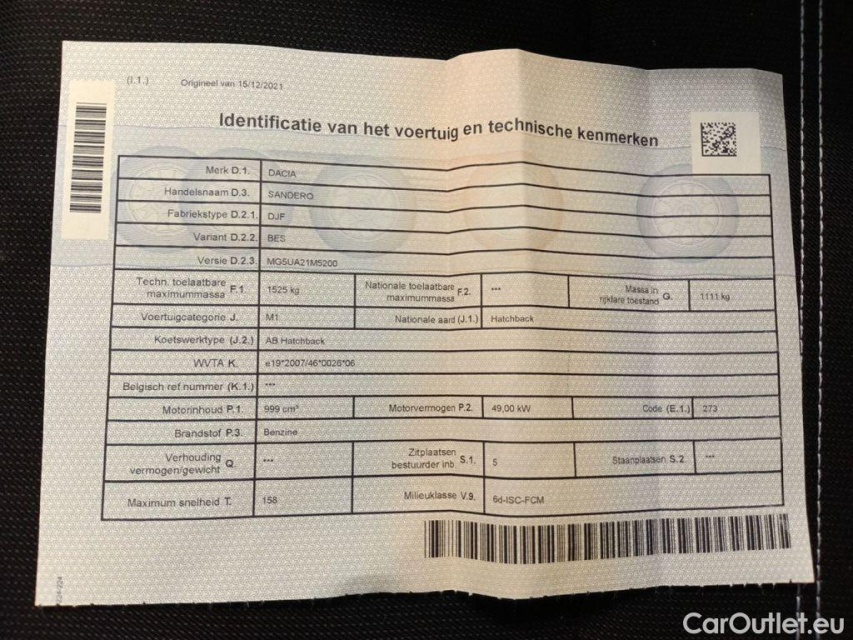 (I.1.) Origineel van 15/12/2021
Identificatie van het voertuig en technische kenmerken
Merk D.1. DACIA
Handelsnaam D.3. SANDERO
Fabriekstype D.2.1. DJF
Variant D.2.2. BES
Versie D.2.3. MG5UA21M5200
Techn. toelaatbare maximummassa F.1. 1525 kg Nationale toelaatbare maximummassa F.2. *** Massa in rijklare toestand G. 1111 kg
Voertuigcategorie J. M1 Nationale aard (J.1.) Hatchback
Koetswerktype (J.2.) AB Hatchback
WVTA K. e19*2007/46*0026*06
Belgisch ref.nummer (K.1.) ***
Motorinhoud P.1. 999 cm³ Motorvermogen P.2. 49,00 kW Code (E.1.) 273
Brandstof P.3. Benzine
Verhouding vermogen/gewicht Q. *** Zitplaatsen bestuurder inb. S.1. 5 Staanplaatsen S.2. ***
Maximum snelheid T. 158 Milieuklasse V.9. 6d-ISC-FCM
CarOutlet.eu